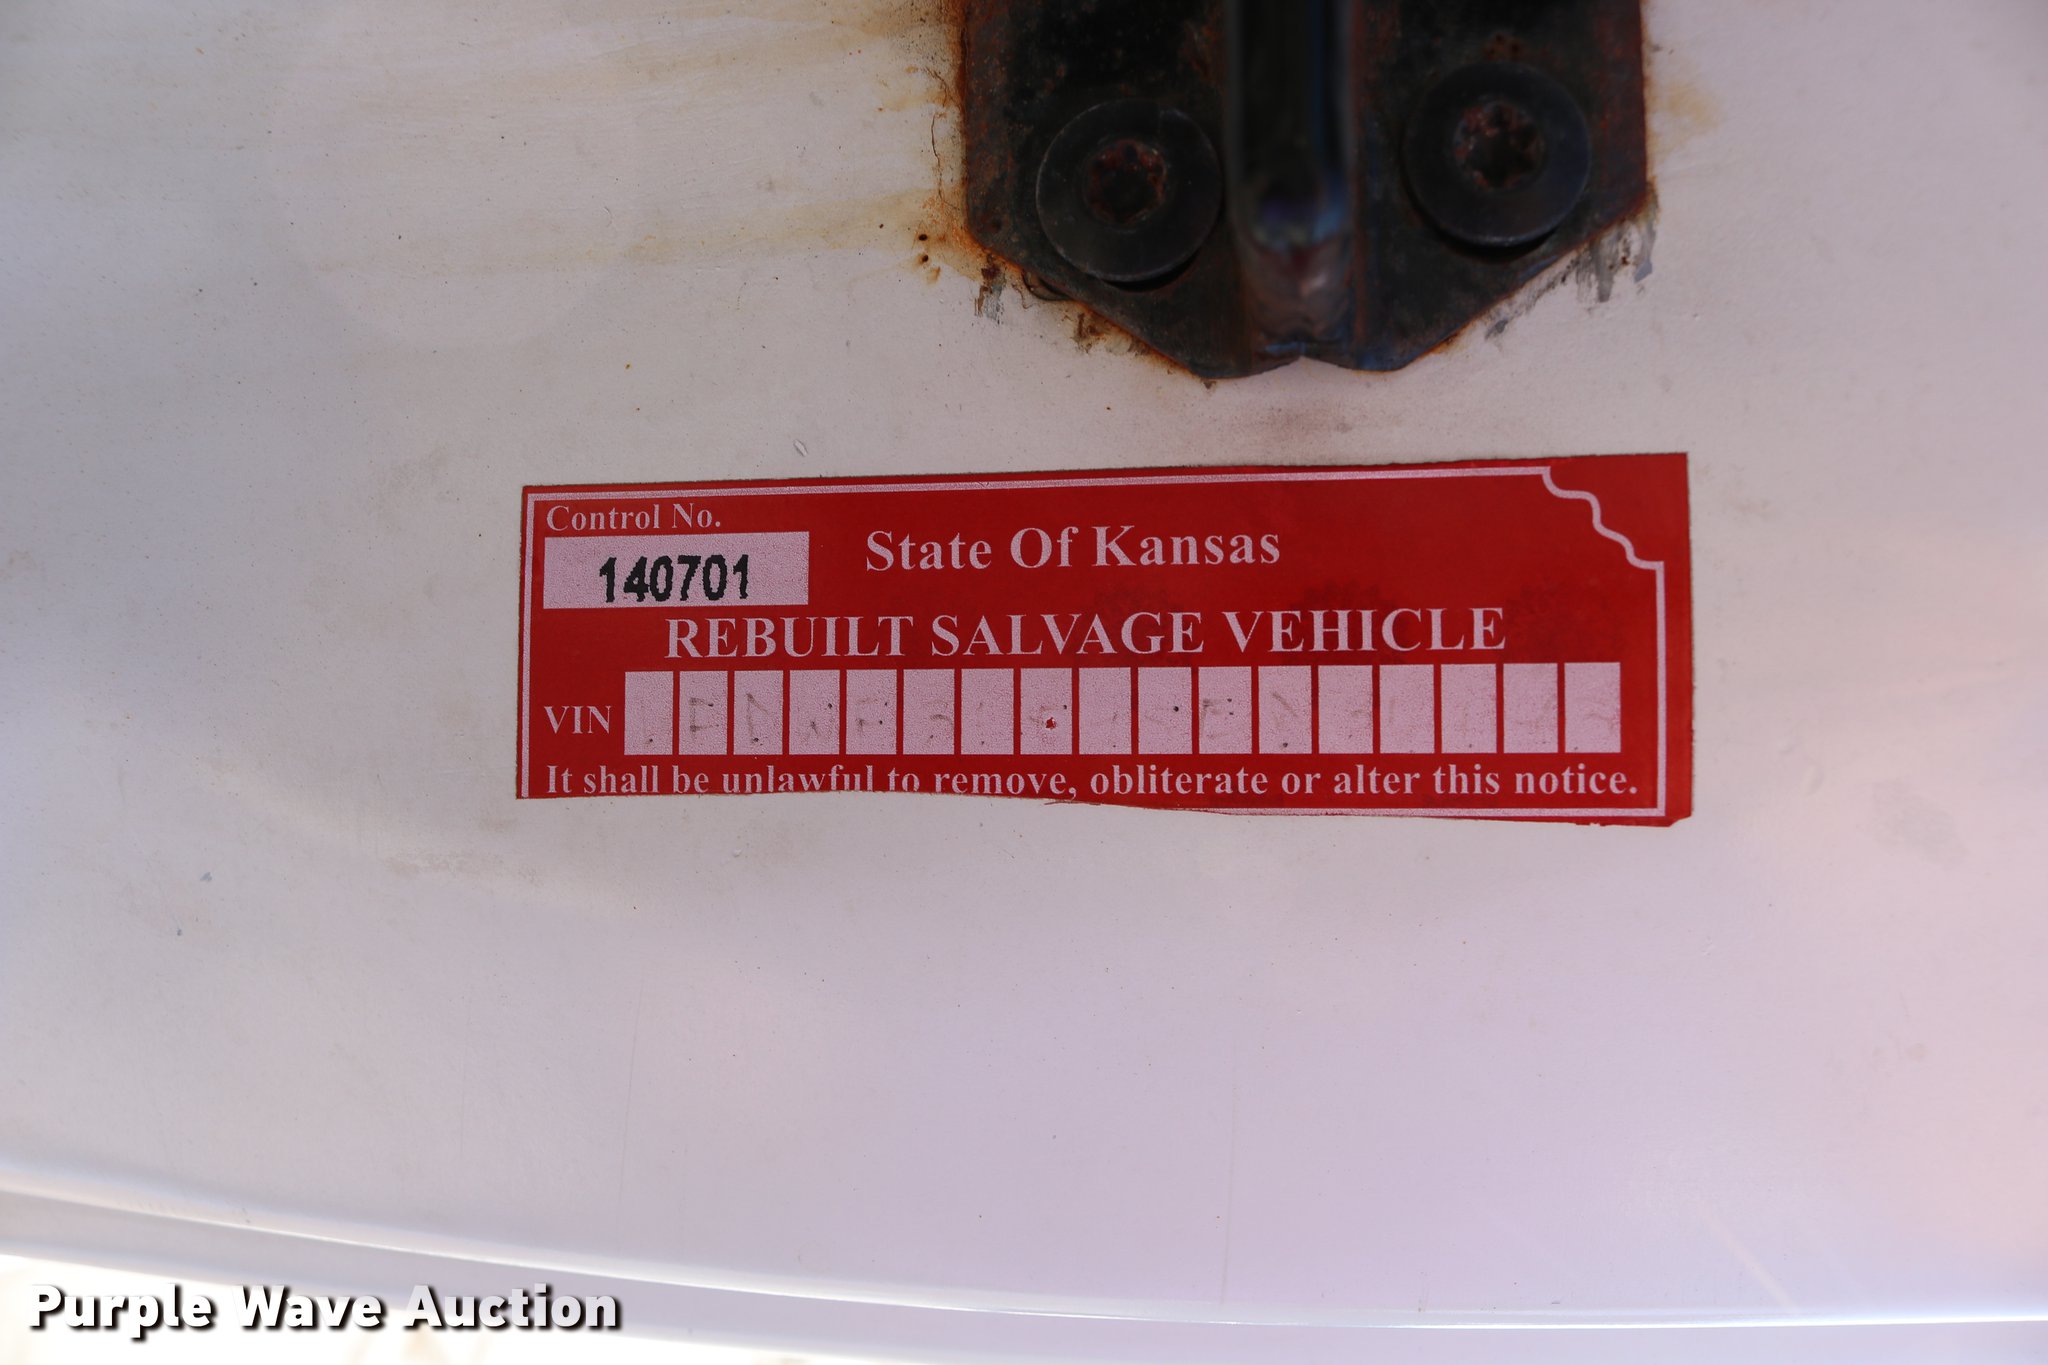 Control No.
140701
State Of Kansas
REBUILT SALVAGE VEHICLE
VIN
It shall be unlawful to remove, obliterate or alter this notice.
Purple Wave Auction